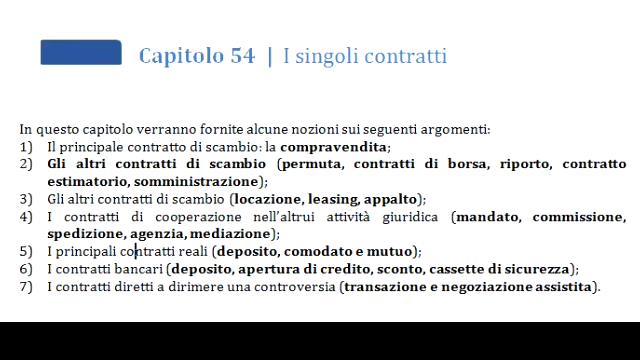 Capitolo 54 | I singoli contratti
In questo capitolo verranno fornite alcune nozioni sui seguenti argomenti:
1) Il principale contratto di scambio: la compravendita;
2) Gli altri contratti di scambio (permuta, contratti di borsa, riporto, contratto
estimatorio, somministrazione);
3) Gli altri contratti di scambio (locazione, leasing, appalto);
4) I contratti di cooperazione nell'altrui attività giuridica (mandato, commissione,
spedizione, agenzia, mediazione);
5) I principali contratti reali (deposito, comodato e mutuo);
6) I contratti bancari (deposito, apertura di credito, sconto, cassette di sicurezza);
7) I contratti diretti a dirimere una controversia (transazione e negoziazione assistita).